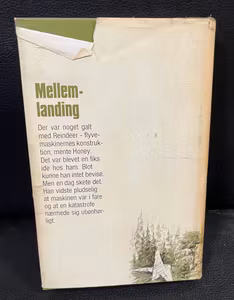 Mellem-
landing
Der var noget galt
med Reindeer - flyve-
maskinernes konstruk-
tion, mente Honey.
Det var blevet en fiks
ide hos ham. Blot
kunne han intet bevise.
Men en dag skete det.
Han vidste pludselig
at maskinen var i fare
og at en katastrofe
nærmede sig ubønhør-
ligt.